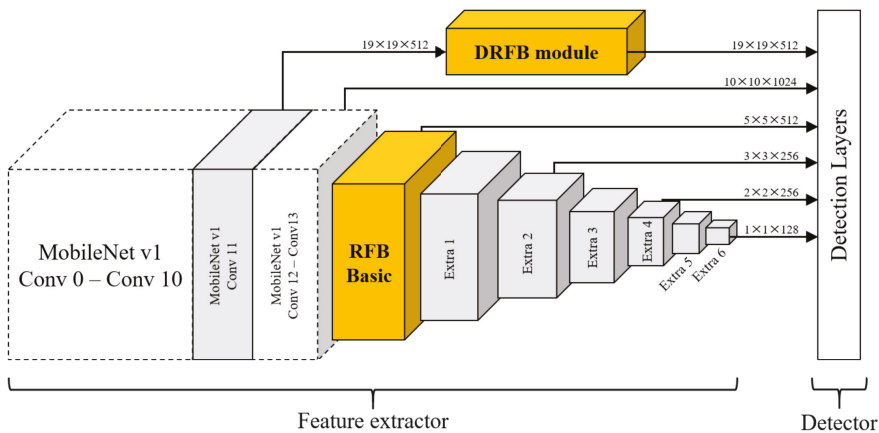 19×19×512
DRFB module
19×19×512
10×10×1024
5×5×512
3×3×256
2×2×256
1×1×128
MobileNet v1
Conv 0 – Conv 10
MobileNet v1
Conv 11
MobileNet v1
Conv 12 – Conv13
RFB
Basic
Extra 1
Extra 2
Extra 3
Extra 4
Extra 5
Extra 6
Detection Layers
Feature extractor
Detector